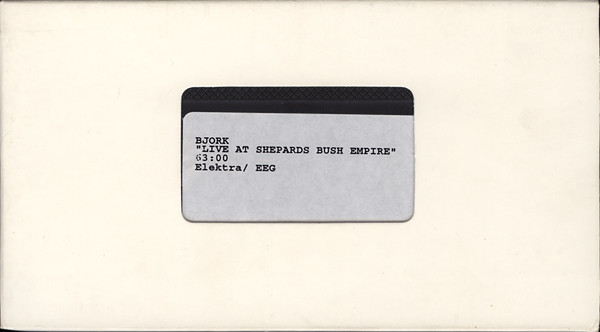 BJORK
"LIVE AT SHEPARDS BUSH EMPIRE"
63:00
Elektra/ EEG